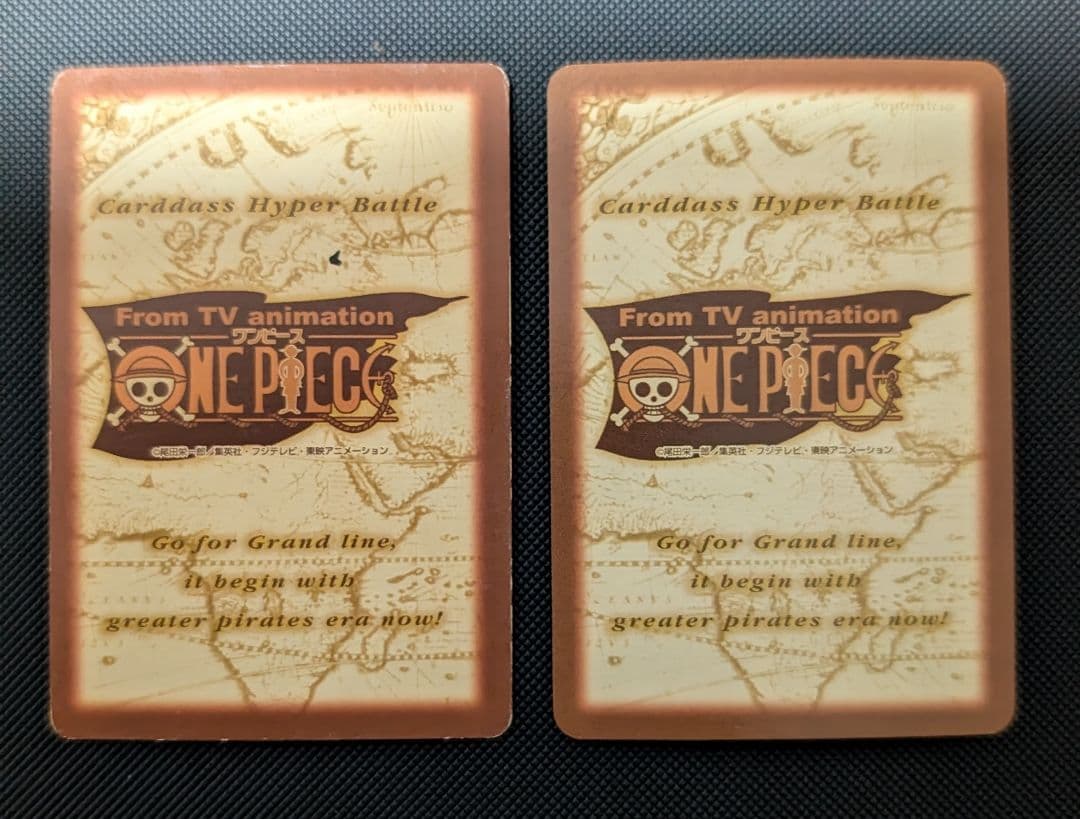 Septentrio
Carddass Hyper Battle
From TV animation
ワンピース
ONE PIECE
©尾田栄一郎/集英社・フジテレビ・東映アニメーション
Go for Grand line,
it begin with
greater pirates era now!
Septentrio
Carddass Hyper Battle
From TV animation
ワンピース
ONE PIECE
©尾田栄一郎/集英社・フジテレビ・東映アニメーション
Go for Grand line,
it begin with
greater pirates era now!